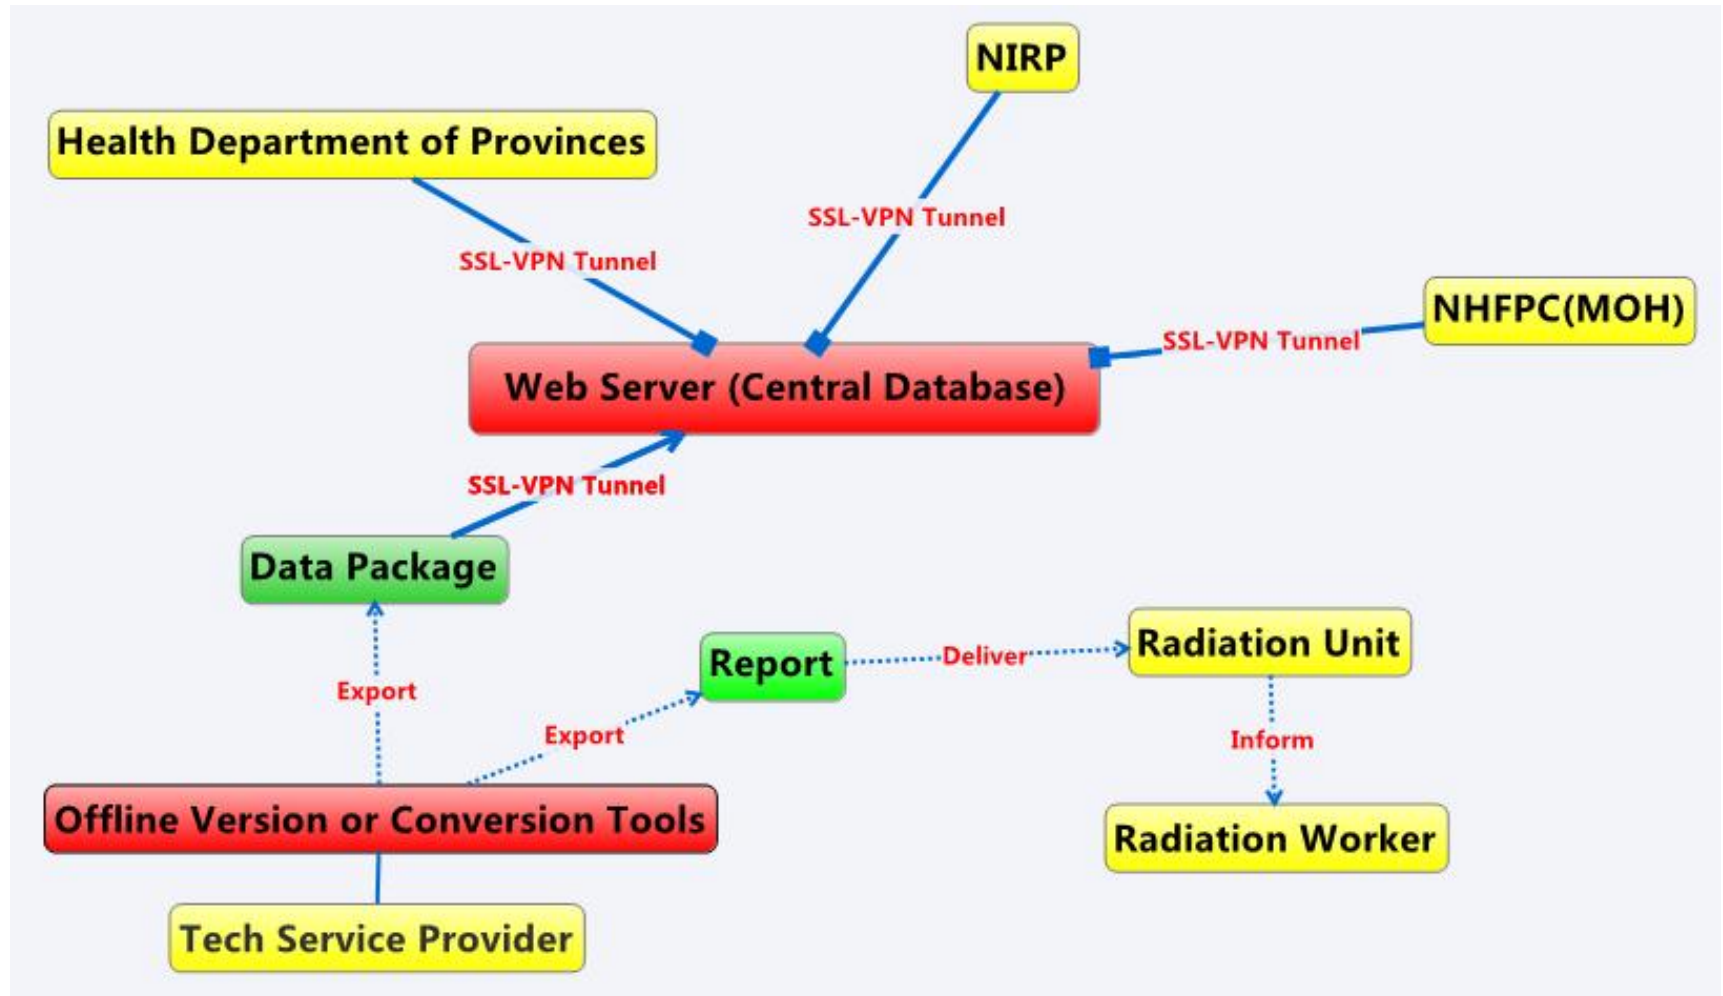 NIRP
Health Department of Provinces
SSL-VPN Tunnel
SSL-VPN Tunnel
NHFPC(MOH)
SSL-VPN Tunnel
Web Server (Central Database)
SSL-VPN Tunnel
Data Package
Report
Deliver
Radiation Unit
Export
Export
Inform
Offline Version or Conversion Tools
Radiation Worker
Tech Service Provider